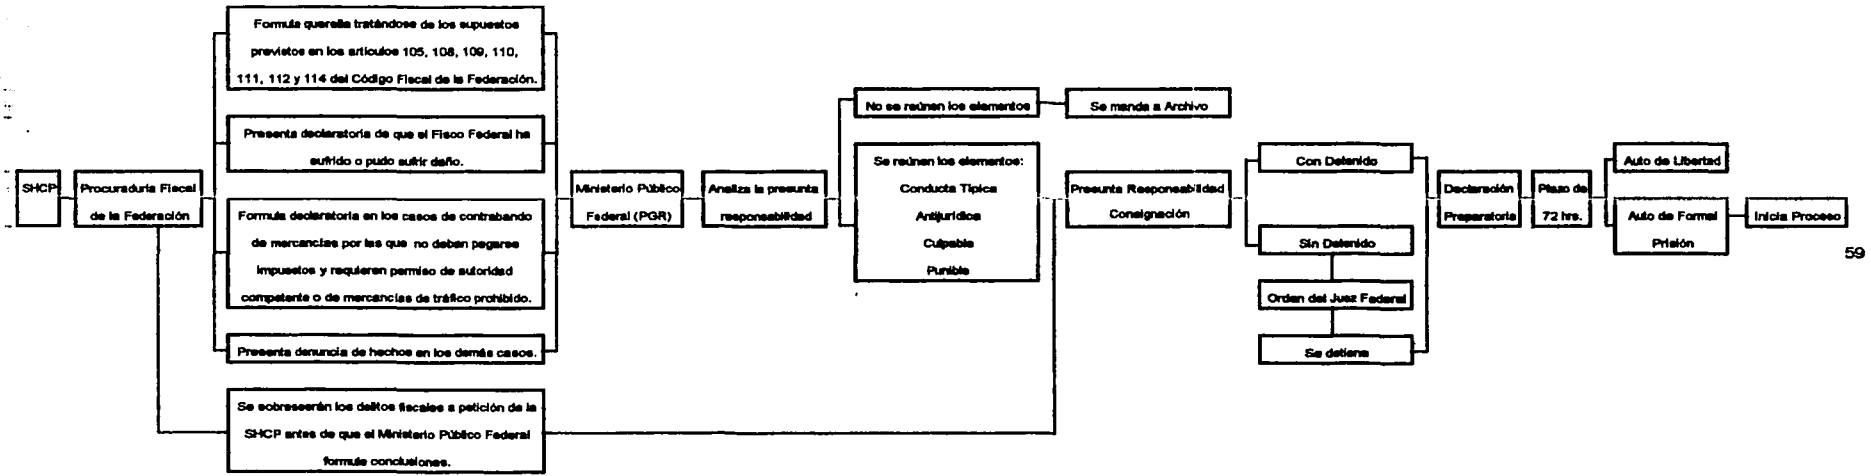 SHCP
Procuraduría Fiscal
de la Federación
Formula querella tratándose de los supuestos
previstos en los artículos 105, 108, 109, 110,
111, 112 y 114 del Código Fiscal de la Federación.
Presenta declaratoria de que el Fisco Federal ha
sufrido o pudo sufrir daño.
Formula declaratoria en los casos de contrabando
de mercancías por las que no deban pagarse
impuestos y requieren permiso de autoridad
competente o de mercancías de tráfico prohibido.
Presenta denuncia de hechos en los demás casos.
Se sobreseerán los delitos fiscales a petición de la
SHCP antes de que el Ministerio Público Federal
formule conclusiones.
Ministerio Público
Federal (PGR)
Analiza la presunta
responsabilidad
No se reúnen los elementos
Se manda a Archivo
Se reúnen los elementos:
Conducta Típica
Antijurídica
Culpable
Punible
Presunta Responsabilidad
Consignación
Con Detenido
Sin Detenido
Orden del Juez Federal
Se detiene
Declaración
Preparatoria
Plazo de
72 hrs.
Auto de Libertad
Auto de Formal
Prisión
Inicia Proceso
59